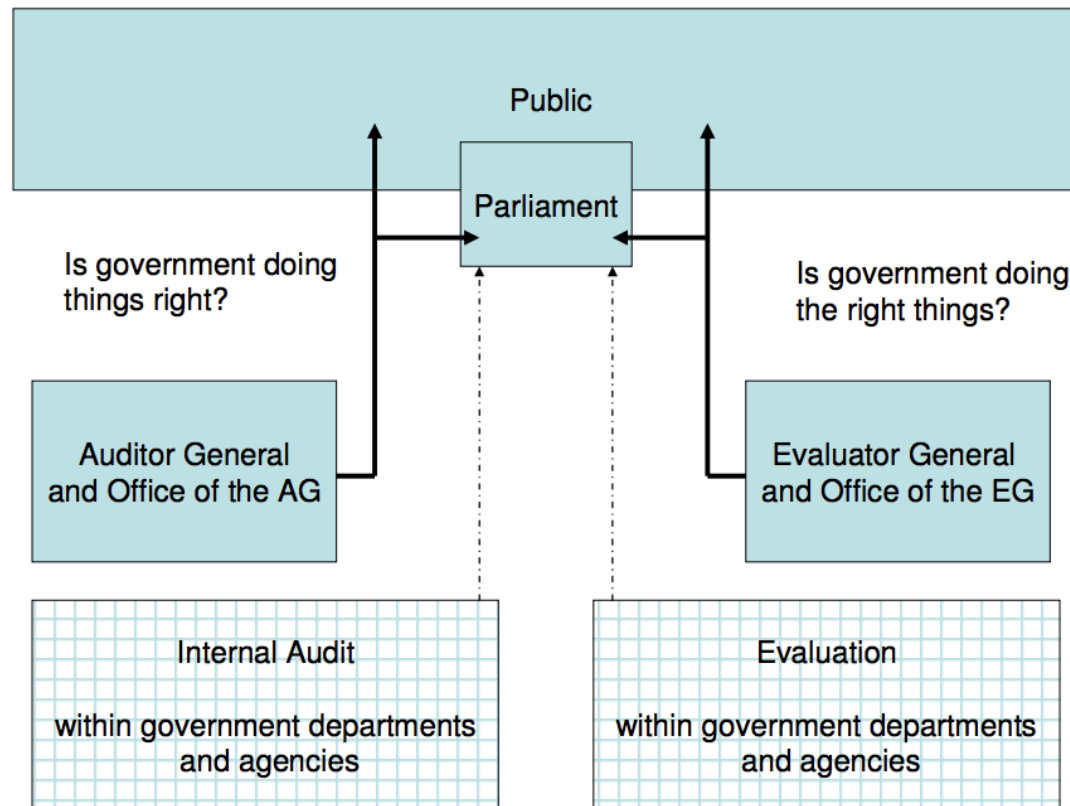 Public
Parliament
Is government doing
things right?
Is government doing
the right things?
Auditor General
and Office of the AG
Evaluator General
and Office of the EG
Internal Audit
within government departments
and agencies
Evaluation
within government departments
and agencies